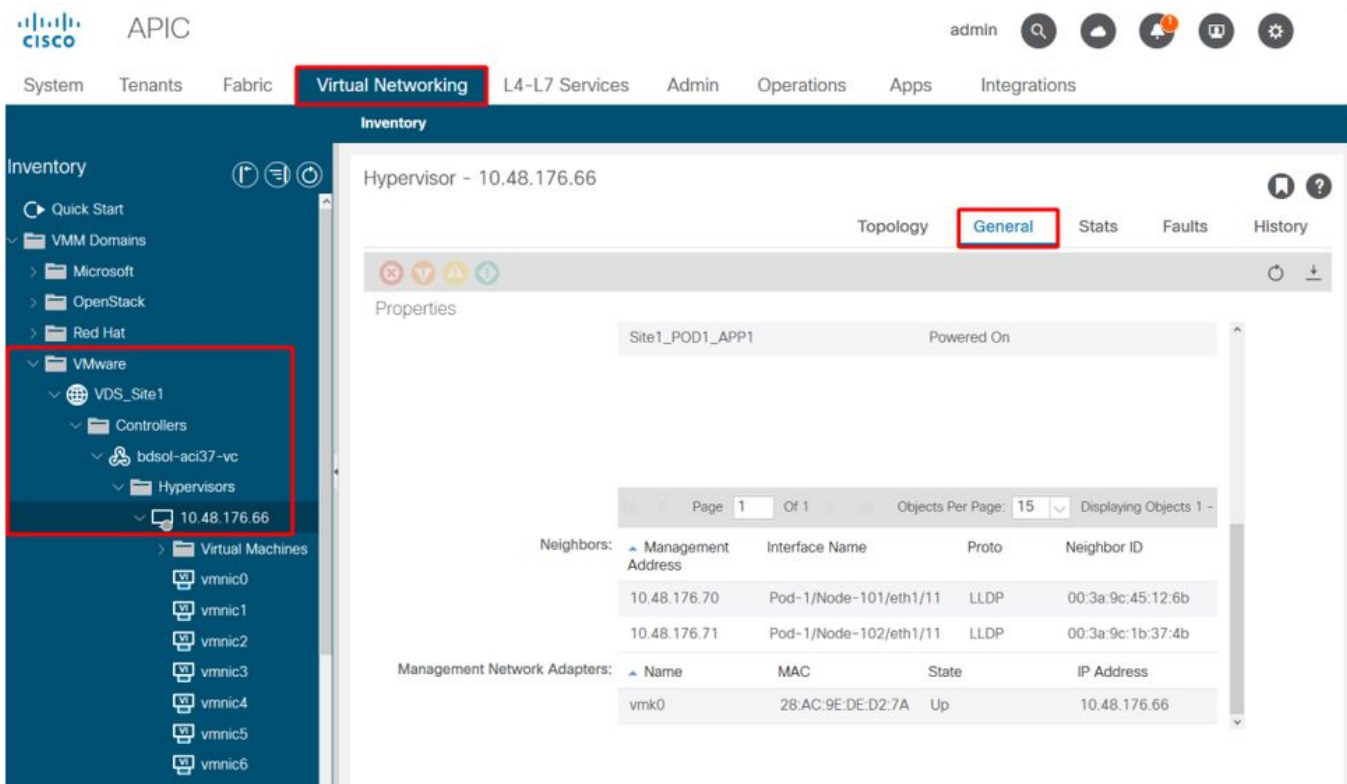 CISCO
APIC
admin
1
System Tenants Fabric Virtual Networking L4-L7 Services Admin Operations Apps Integrations
Inventory
Inventory
Quick Start
VMM Domains
Microsoft
OpenStack
Red Hat
VMware
VDS_Site1
Controllers
bdsol-aci37-vc
Hypervisors
10.48.176.66
Virtual Machines
vmnic0
vmnic1
vmnic2
vmnic3
vmnic4
vmnic5
vmnic6
Hypervisor - 10.48.176.66
Topology General Stats Faults History
Properties
Site1_POD1_APP1 Powered On
Page 1 Of 1 Objects Per Page: 15 Displaying Objects 1 -
Neighbors: Management Address Interface Name Proto Neighbor ID
10.48.176.70 Pod-1/Node-101/eth1/11 LLDP 00:3a:9c:45:12:6b
10.48.176.71 Pod-1/Node-102/eth1/11 LLDP 00:3a:9c:1b:37:4b
Management Network Adapters: Name MAC State IP Address
vmk0 28:AC:9E:DE:D2:7A Up 10.48.176.66